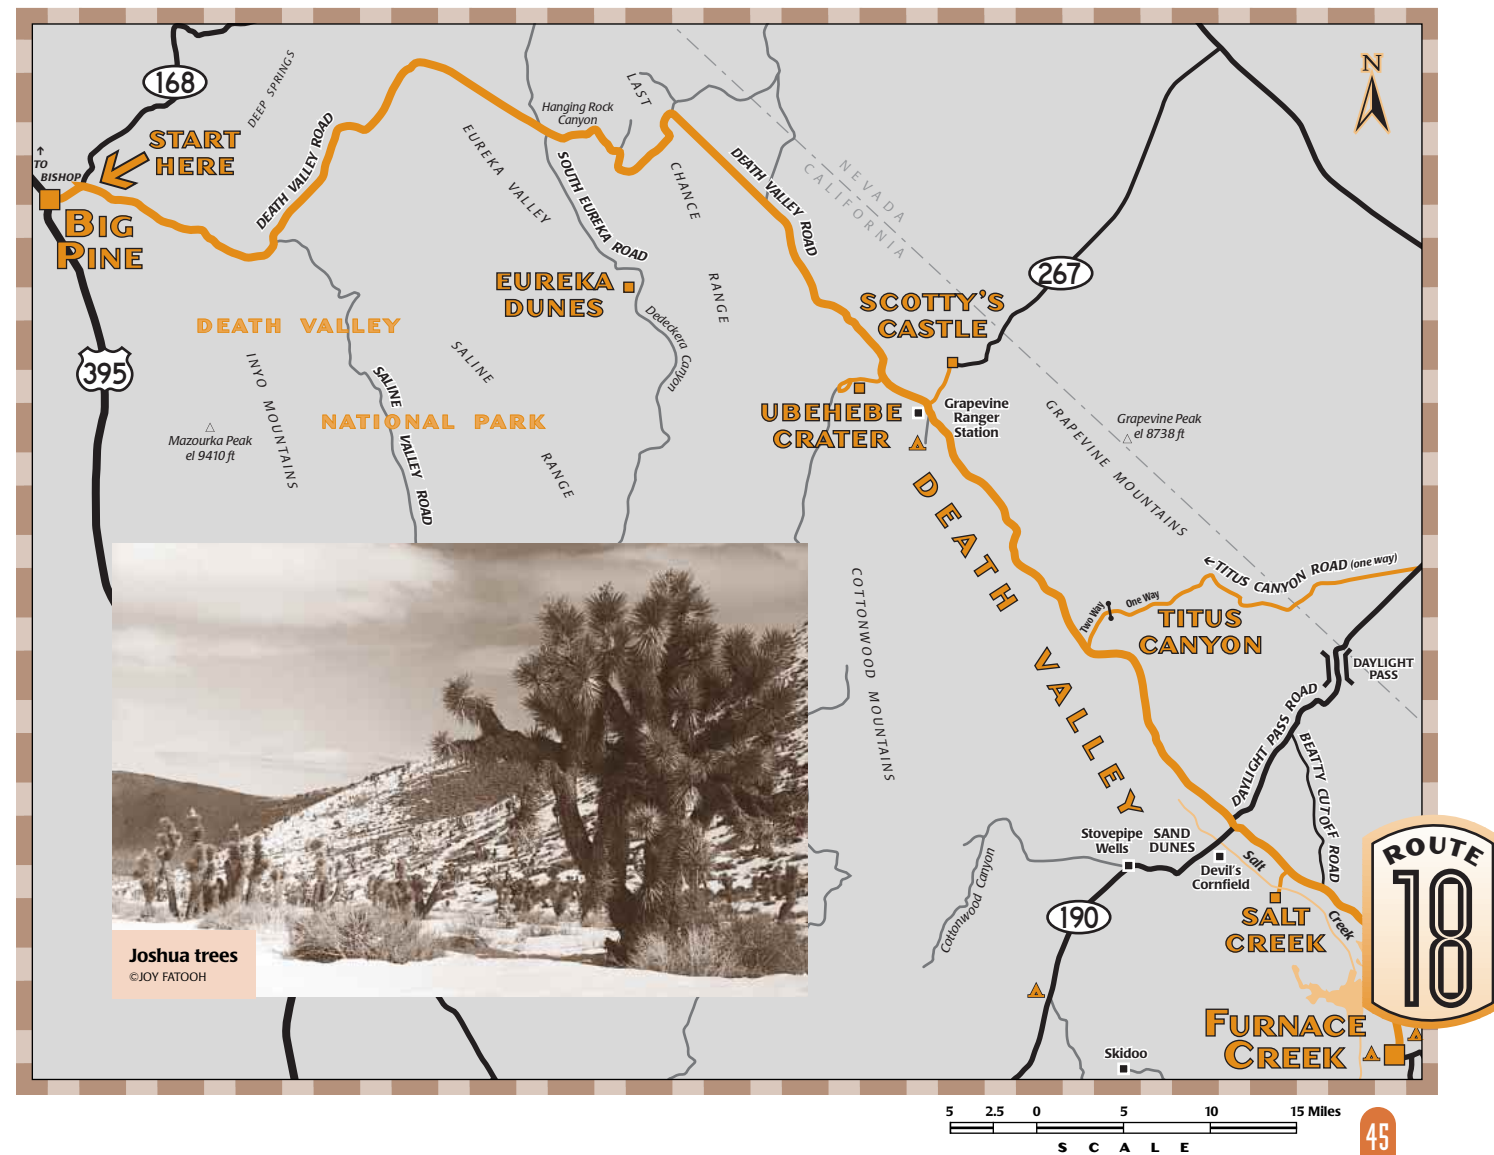 168
DEEP SPRINGS
START
HERE
TO
BISHOP
BIG
PINE
395
DEATH VALLEY ROAD
Hanging Rock
Canyon
LAST
CHANCE
RANGE
EUREKA VALLEY
SOUTH EUREKA ROAD
DEATH VALLEY ROAD
NEVADA
CALIFORNIA
N
267
EUREKA
DUNES
Dedeckera Canyon
SCOTTY'S
CASTLE
DEATH VALLEY
NATIONAL PARK
INYO MOUNTAINS
SALINE
RANGE
SALINE
VALLEY ROAD
Mazourka Peak
el 9410 ft
UBEHEBE
CRATER
Grapevine
Ranger
Station
GRAPEVINE MOUNTAINS
Grapevine Peak
el 8738 ft
DEATH
VALLEY
TITUS CANYON ROAD (one way)
Two Way
One Way
TITUS
CANYON
COTTONWOOD MOUNTAINS
DAYLIGHT
PASS
DAYLIGHT PASS ROAD
BEATTY CUTOFF ROAD
Stovepipe
Wells
SAND
DUNES
Devil's
Cornfield
Salt
Creek
Cottonwood Canyon
190
SALT
CREEK
ROUTE
18
Joshua trees
©JOY FATOOH
FURNACE
CREEK
Skidoo
5 2.5 0 5 10 15 Miles
SCALE
45